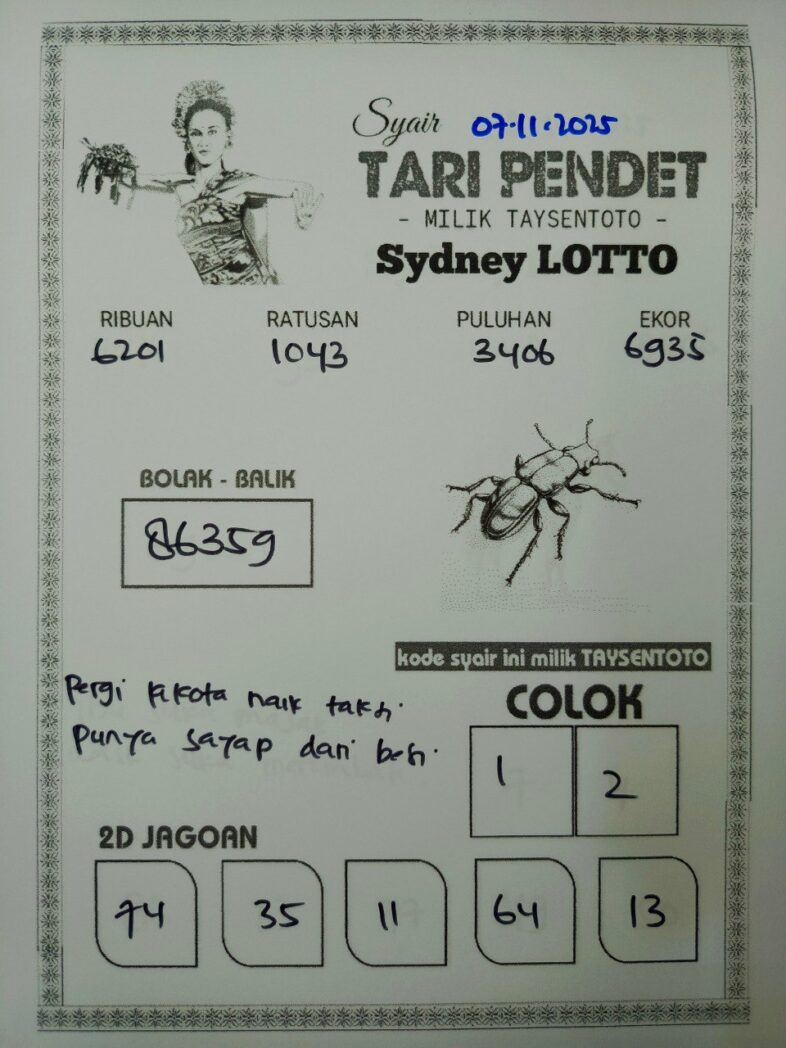 Syair 07.11.2025
TARI PENDET
- MILIK TAYSENTOTO -
Sydney LOTTO
RIBUAN RATUSAN PULUHAN EKOR
6201 1043 3406 6935
BOLAK - BALIK
86359
kode syair ini milik TAYSENTOTO
Pergi kekota naik taksi.
Punya sayap dari besi.
COLOK
1 2
2D JAGOAN
74 35 11 64 13